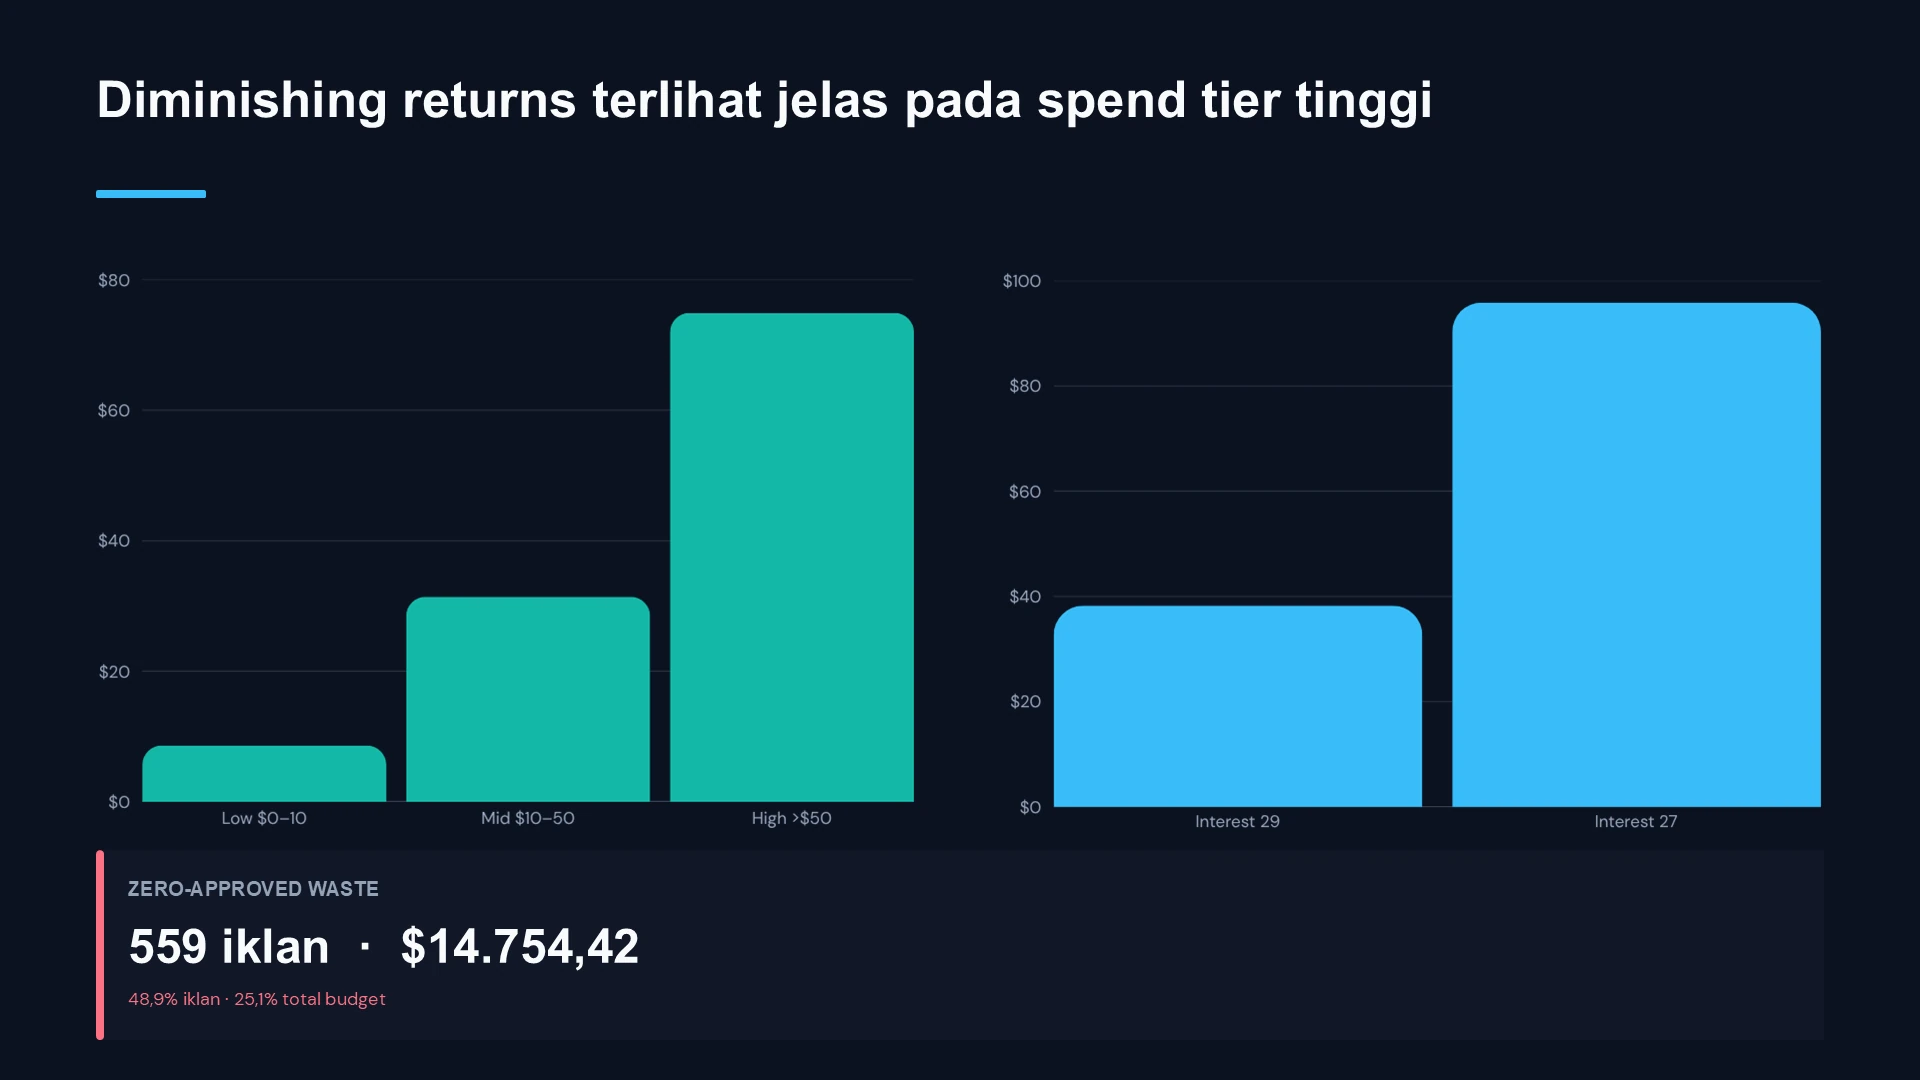 Diminishing returns terlihat jelas pada spend tier tinggi
$80
$60
$40
$20
$0
Low $0–10
Mid $10–50
High >$50
$100
$80
$60
$40
$20
$0
Interest 29
Interest 27
ZERO-APPROVED WASTE
559 iklan · $14.754,42
48,9% iklan · 25,1% total budget